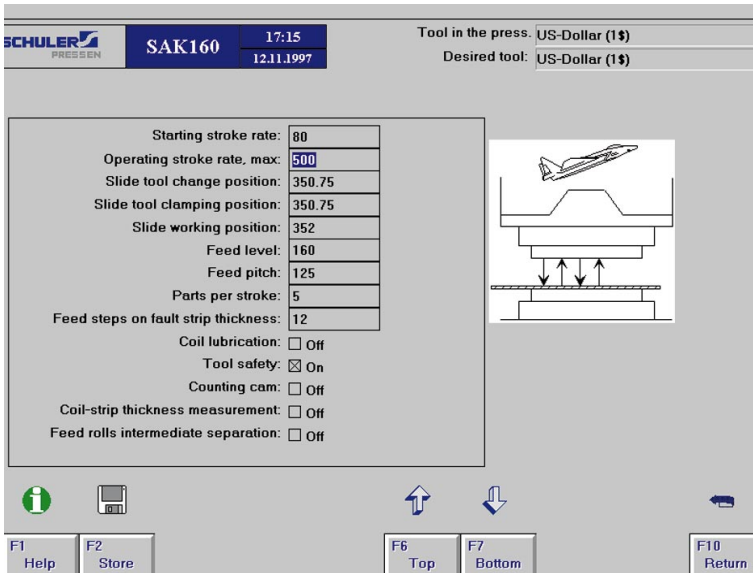 SCHULER
PRESSEN
SAK160
17:15
12.11.1997
Tool in the press. US-Dollar (1$)
Desired tool: US-Dollar (1$)
Starting stroke rate: 80
Operating stroke rate, max: 500
Slide tool change position: 350.75
Slide tool clamping position: 350.75
Slide working position: 352
Feed level: 160
Feed pitch: 125
Parts per stroke: 5
Feed steps on fault strip thickness: 12
Coil lubrication: Off
Tool safety: On
Counting cam: Off
Coil-strip thickness measurement: Off
Feed rolls intermediate separation: Off
F1 Help
F2 Store
F6 Top
F7 Bottom
F10 Return